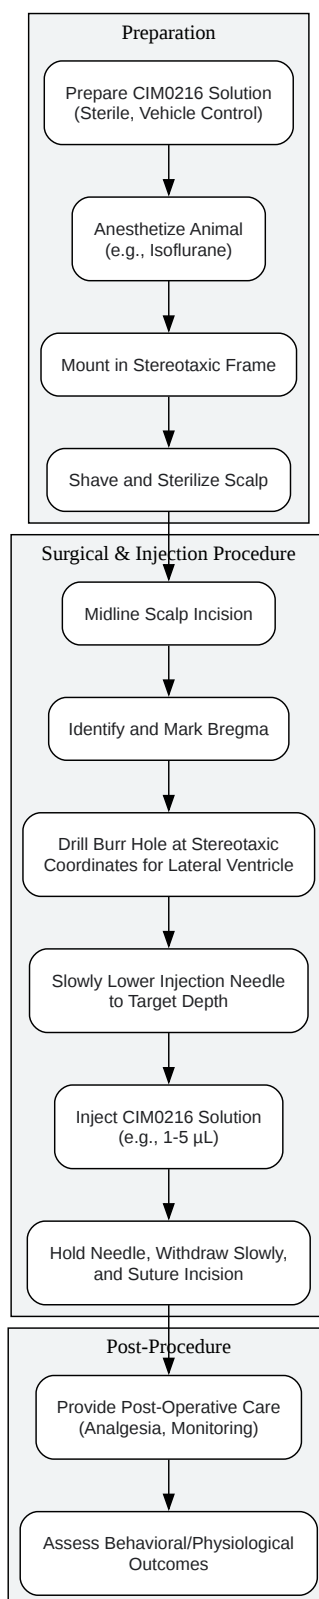 Preparation
Prepare CIM0216 Solution
(Sterile, Vehicle Control)
Anesthetize Animal
(e.g., Isoflurane)
Mount in Stereotaxic Frame
Shave and Sterilize Scalp
Surgical & Injection Procedure
Midline Scalp Incision
Identify and Mark Bregma
Drill Burr Hole at Stereotaxic
Coordinates for Lateral Ventricle
Slowly Lower Injection Needle
to Target Depth
Inject CIM0216 Solution
(e.g., 1-5 µL)
Hold Needle, Withdraw Slowly,
and Suture Incision
Post-Procedure
Provide Post-Operative Care
(Analgesia, Monitoring)
Assess Behavioral/Physiological
Outcomes